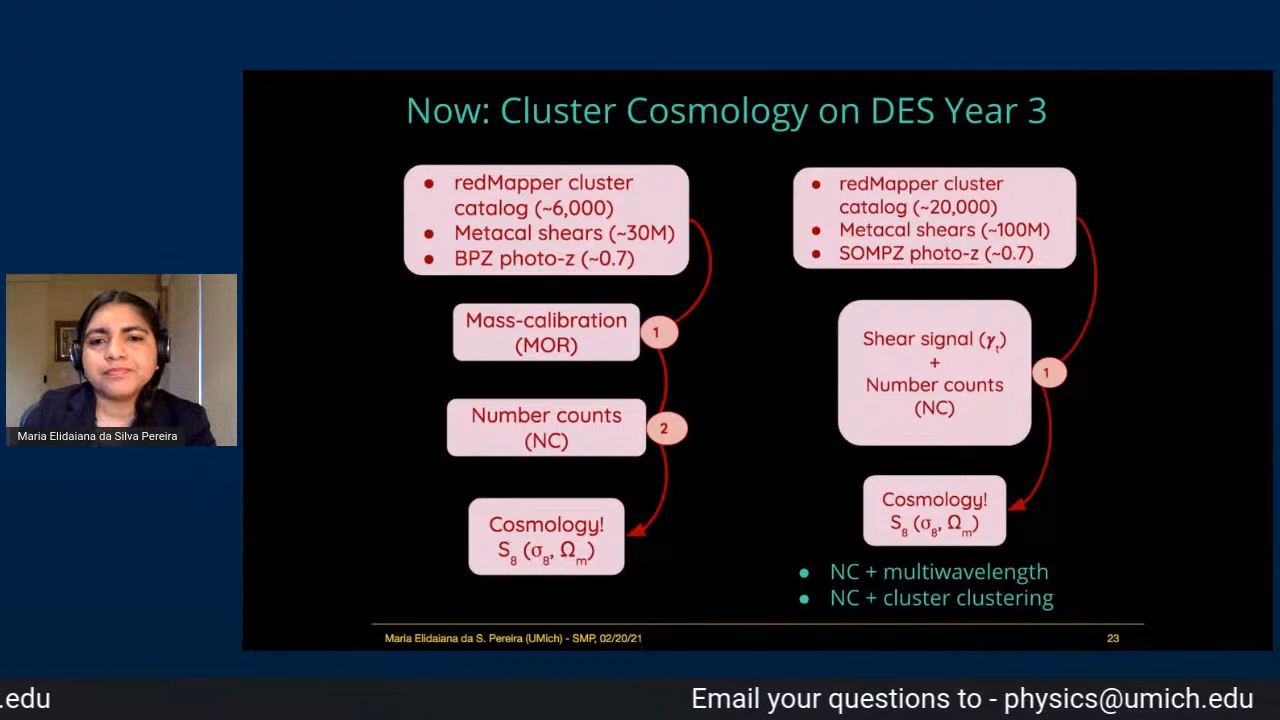 Now: Cluster Cosmology on DES Year 3
● redMapper cluster
catalog (~6,000)
● Metacal shears (~30M)
● BPZ photo-z (~0.7)
Mass-calibration
(MOR)
1
Number counts
(NC)
2
Cosmology!
S₈ (σ₈, Ωₘ)
● redMapper cluster
catalog (~20,000)
● Metacal shears (~100M)
● SOMPZ photo-z (~0.7)
Shear signal (γₜ)
+
Number counts
(NC)
1
Cosmology!
S₈ (σ₈, Ωₘ)
● NC + multiwavelength
● NC + cluster clustering
Maria Elidaiana da S. Pereira (UMich) - SMP, 02/20/21
23
Maria Elidaiana da Silva Pereira
.edu
Email your questions to - physics@umich.edu